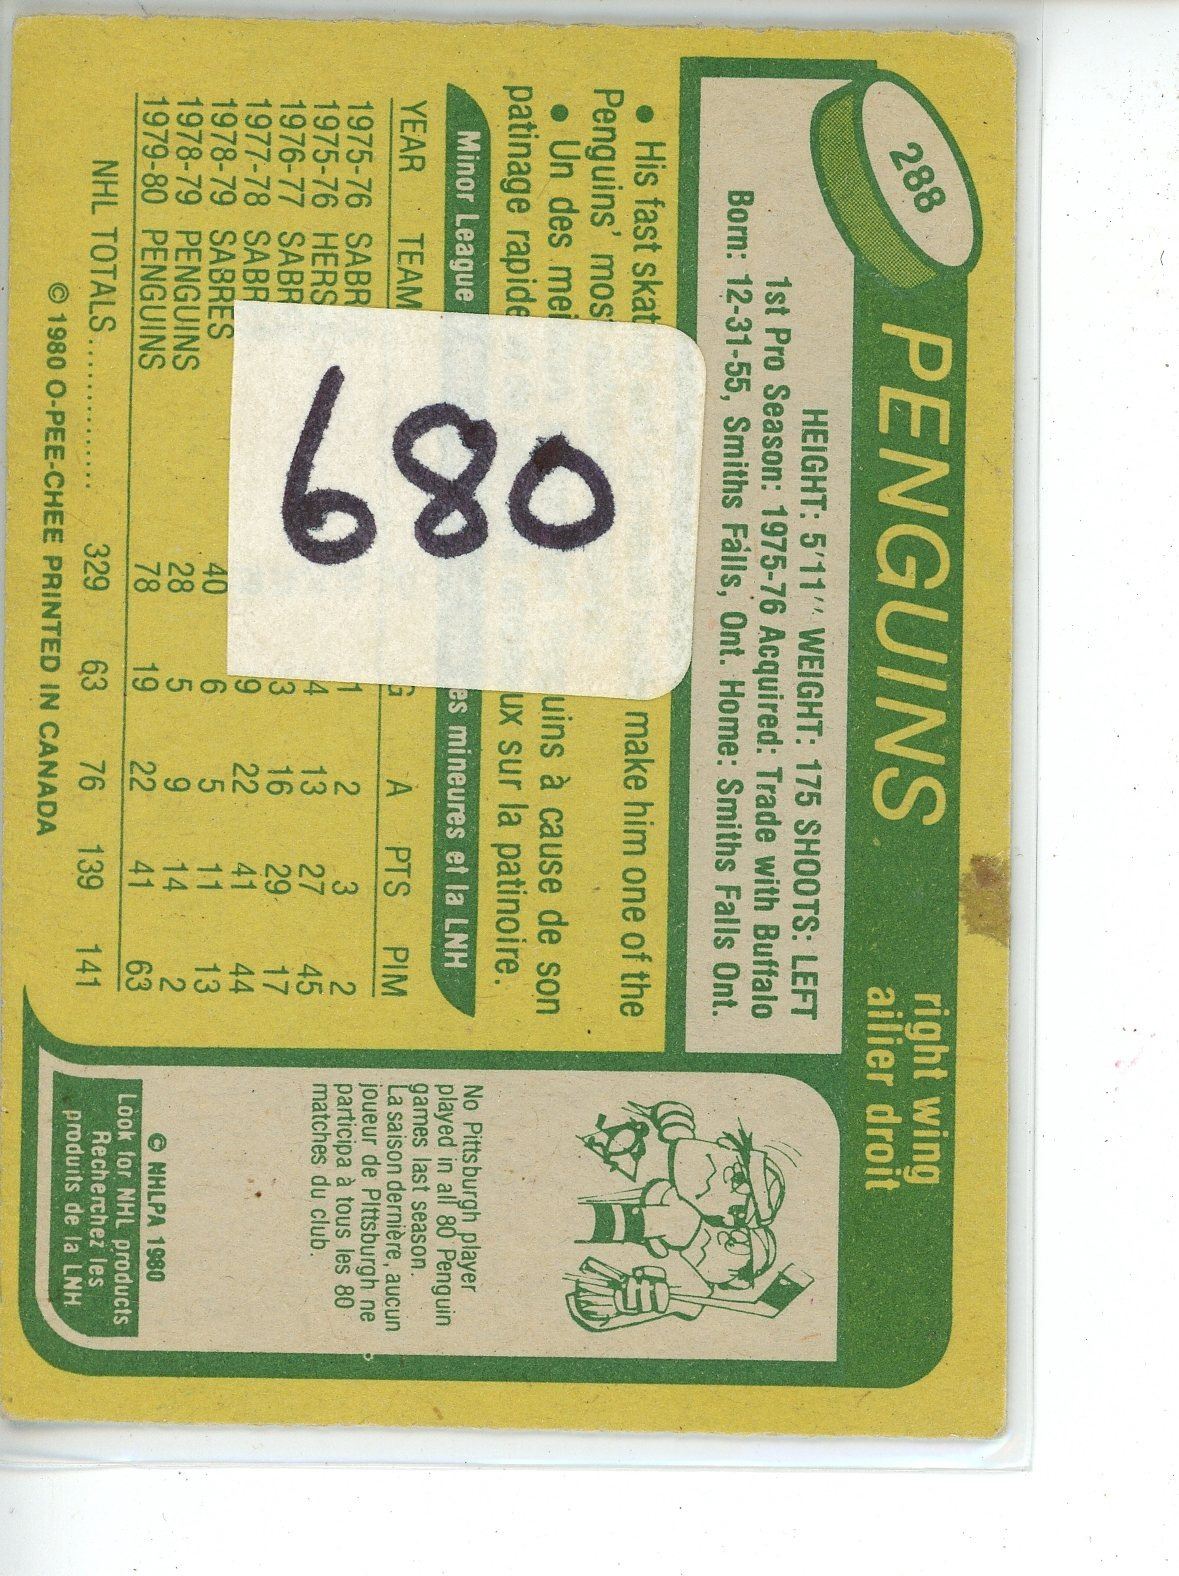 288
PENGUINS
right wing
ailier droit
HEIGHT: 5'11" WEIGHT: 175 SHOOTS: LEFT
1st Pro Season: 1975-76 Acquired: Trade with Buffalo
Born: 12-31-55, Smiths Falls, Ont. Home: Smiths Falls Ont.
• His fast skat make him one of the
Penguins' mos
• Un des mei uins à cause de son
patinage rapide ux sur la patinoire.
Minor League es mineures et la LNH
YEAR TEAM G A PTS PIM
1975-76 SABR 1 2 3 2
1975-76 HERS 4 13 27 45
1976-77 SABR 3 16 29 17
1977-78 SABR 9 22 41 44
1978-79 SABRES 40 6 5 11 13
1978-79 PENGUINS 28 5 9 14 2
1979-80 PENGUINS 78 19 22 41 63
NHL TOTALS............. 329 63 76 139 141
© 1980 O-PEE-CHEE PRINTED IN CANADA
680
No Pittsburgh player
played in all 80 Penguin
games last season.
La saison dernière, aucun
joueur de PIttsburgh ne
participa à tous les 80
matches du club.
© NHLPA 1980
Look for NHL products
Recherchez les
produits de la LNH